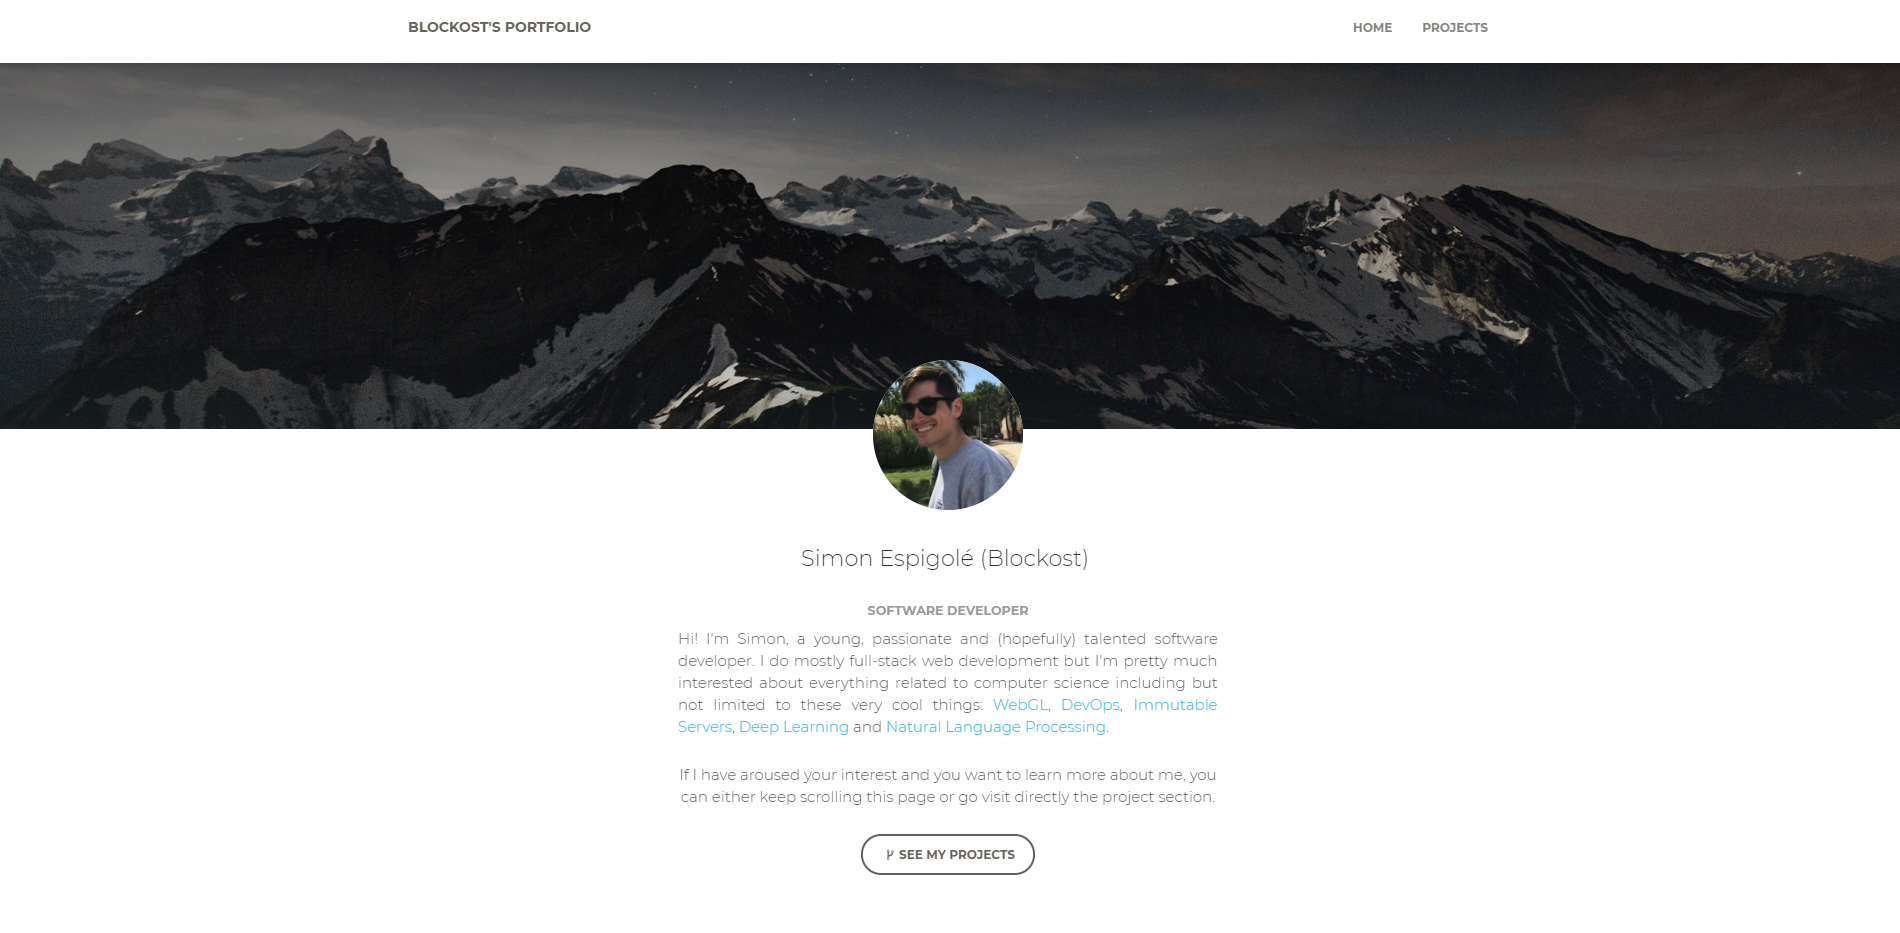 BLOCKOST'S PORTFOLIO
HOME
PROJECTS
Simon Espigolé (Blockost)
SOFTWARE DEVELOPER
Hi! I'm Simon, a young, passionate and (hopefully) talented software
developer. I do mostly full-stack web development but I'm pretty much
interested about everything related to computer science including but
not limited to these very cool things: WebGL, DevOps, Immutable
Servers, Deep Learning and Natural Language Processing.
If I have aroused your interest and you want to learn more about me, you
can either keep scrolling this page or go visit directly the project section.
SEE MY PROJECTS